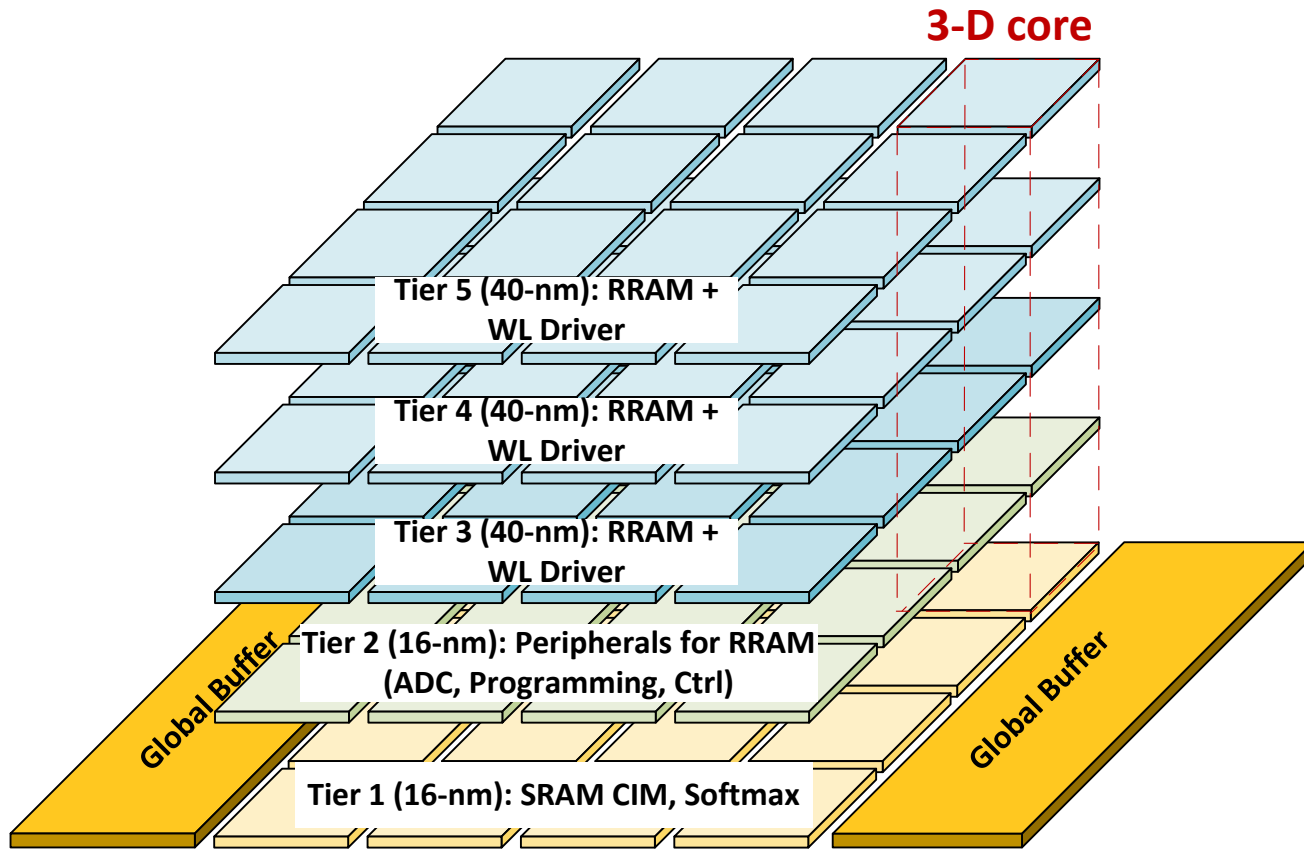 3-D core
Tier 5 (40-nm): RRAM +
WL Driver
Tier 4 (40-nm): RRAM +
WL Driver
Tier 3 (40-nm): RRAM +
WL Driver
Tier 2 (16-nm): Peripherals for RRAM
(ADC, Programming, Ctrl)
Tier 1 (16-nm): SRAM CIM, Softmax
Global Buffer
Global Buffer